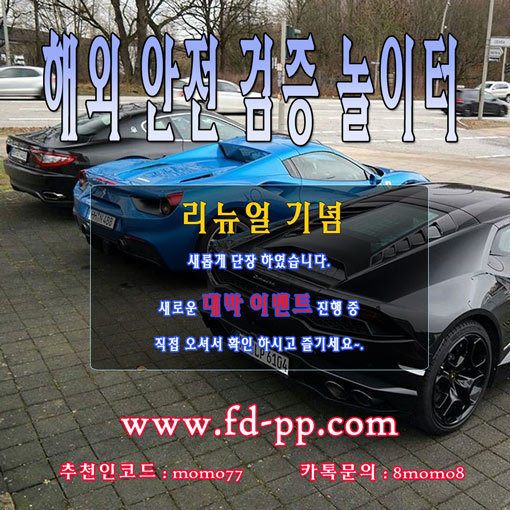 해외 안전 검증 놀이터
리뉴얼 기념
새롭게 단장 하였습니다.
새로운 대박 이벤트 진행 중
직접 오셔서 확인 하시고 즐기세요~.
LP 6104
www.fd-pp.com
추천인코드 : momo77 카톡문의 : 8momo8